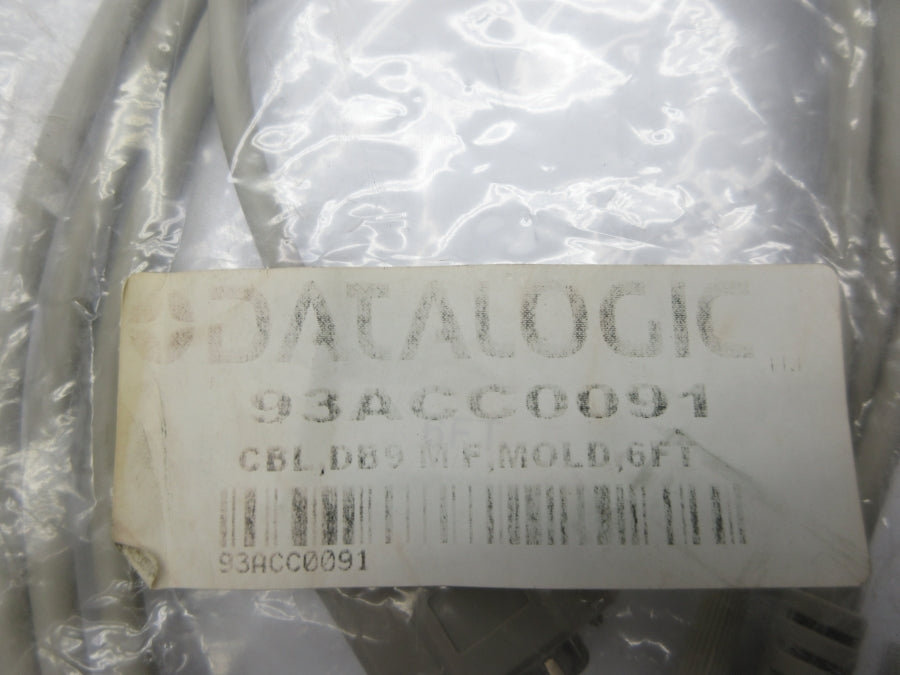 DATALOGIC
93ACC0091
CBL,DB9 M F,MOLD,6FT
93ACC0091